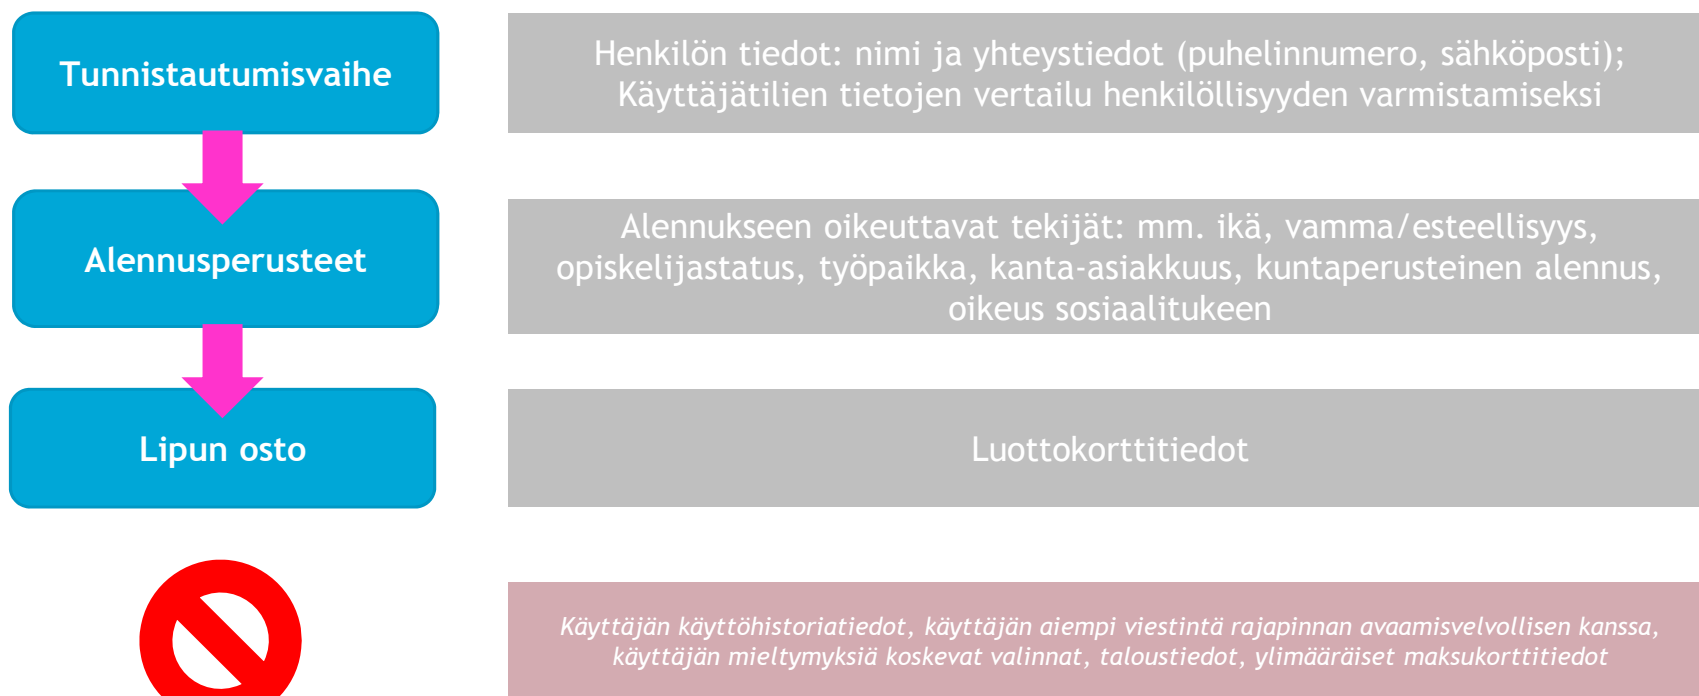 Tunnistautumisvaihe
Henkilön tiedot: nimi ja yhteystiedot (puhelinnumero, sähköposti);
Käyttäjätilien tietojen vertailu henkilöllisyyden varmistamiseksi
Alennusperusteet
Alennukseen oikeuttavat tekijät: mm. ikä, vamma/esteellisyys,
opiskelijastatus, työpaikka, kanta-asiakkuus, kuntaperusteinen alennus,
oikeus sosiaalitukeen
Lipun osto
Luottokorttitiedot
Käyttäjän käyttöhistoriatiedot, käyttäjän aiempi viestintä rajapinnan avaamisvelvollisen kanssa,
käyttäjän mieltymyksiä koskevat valinnat, taloustiedot, ylimääräiset maksukorttitiedot